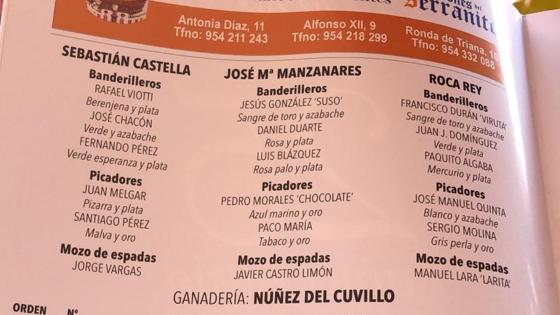 Serranito
Antonia Díaz, 11
Tfno: 954 211 243
Alfonso XII, 9
Tfno: 954 218 299
Ronda de Triana, 10
Tfno: 954 332 088
SEBASTIÁN CASTELLA
Banderilleros
RAFAEL VIOTTI
Berenjena y plata
JOSÉ CHACÓN
Verde y azabache
FERNANDO PÉREZ
Verde esperanza y plata
Picadores
JUAN MELGAR
Pizarra y plata
SANTIAGO PÉREZ
Malva y oro
Mozo de espadas
JORGE VARGAS
JOSÉ Mª MANZANARES
Banderilleros
JESÚS GONZÁLEZ 'SUSO'
Sangre de toro y azabache
DANIEL DUARTE
Rosa y plata
LUIS BLÁZQUEZ
Rosa palo y plata
Picadores
PEDRO MORALES 'CHOCOLATE'
Azul marino y oro
PACO MARÍA
Tabaco y oro
Mozo de espadas
JAVIER CASTRO LIMÓN
ROCA REY
Banderilleros
FRANCISCO DURÁN 'VIRUTA'
Sangre de toro y azabache
JUAN J. DOMÍNGUEZ
Verde y plata
PAQUITO ALGABA
Mercurio y plata
Picadores
JOSÉ MANUEL QUINTA
Blanco y azabache
SERGIO MOLINA
Gris perla y oro
Mozo de espadas
MANUEL LARA 'LARITA'
GANADERÍA: NÚÑEZ DEL CUVILLO
ORDEN Nº